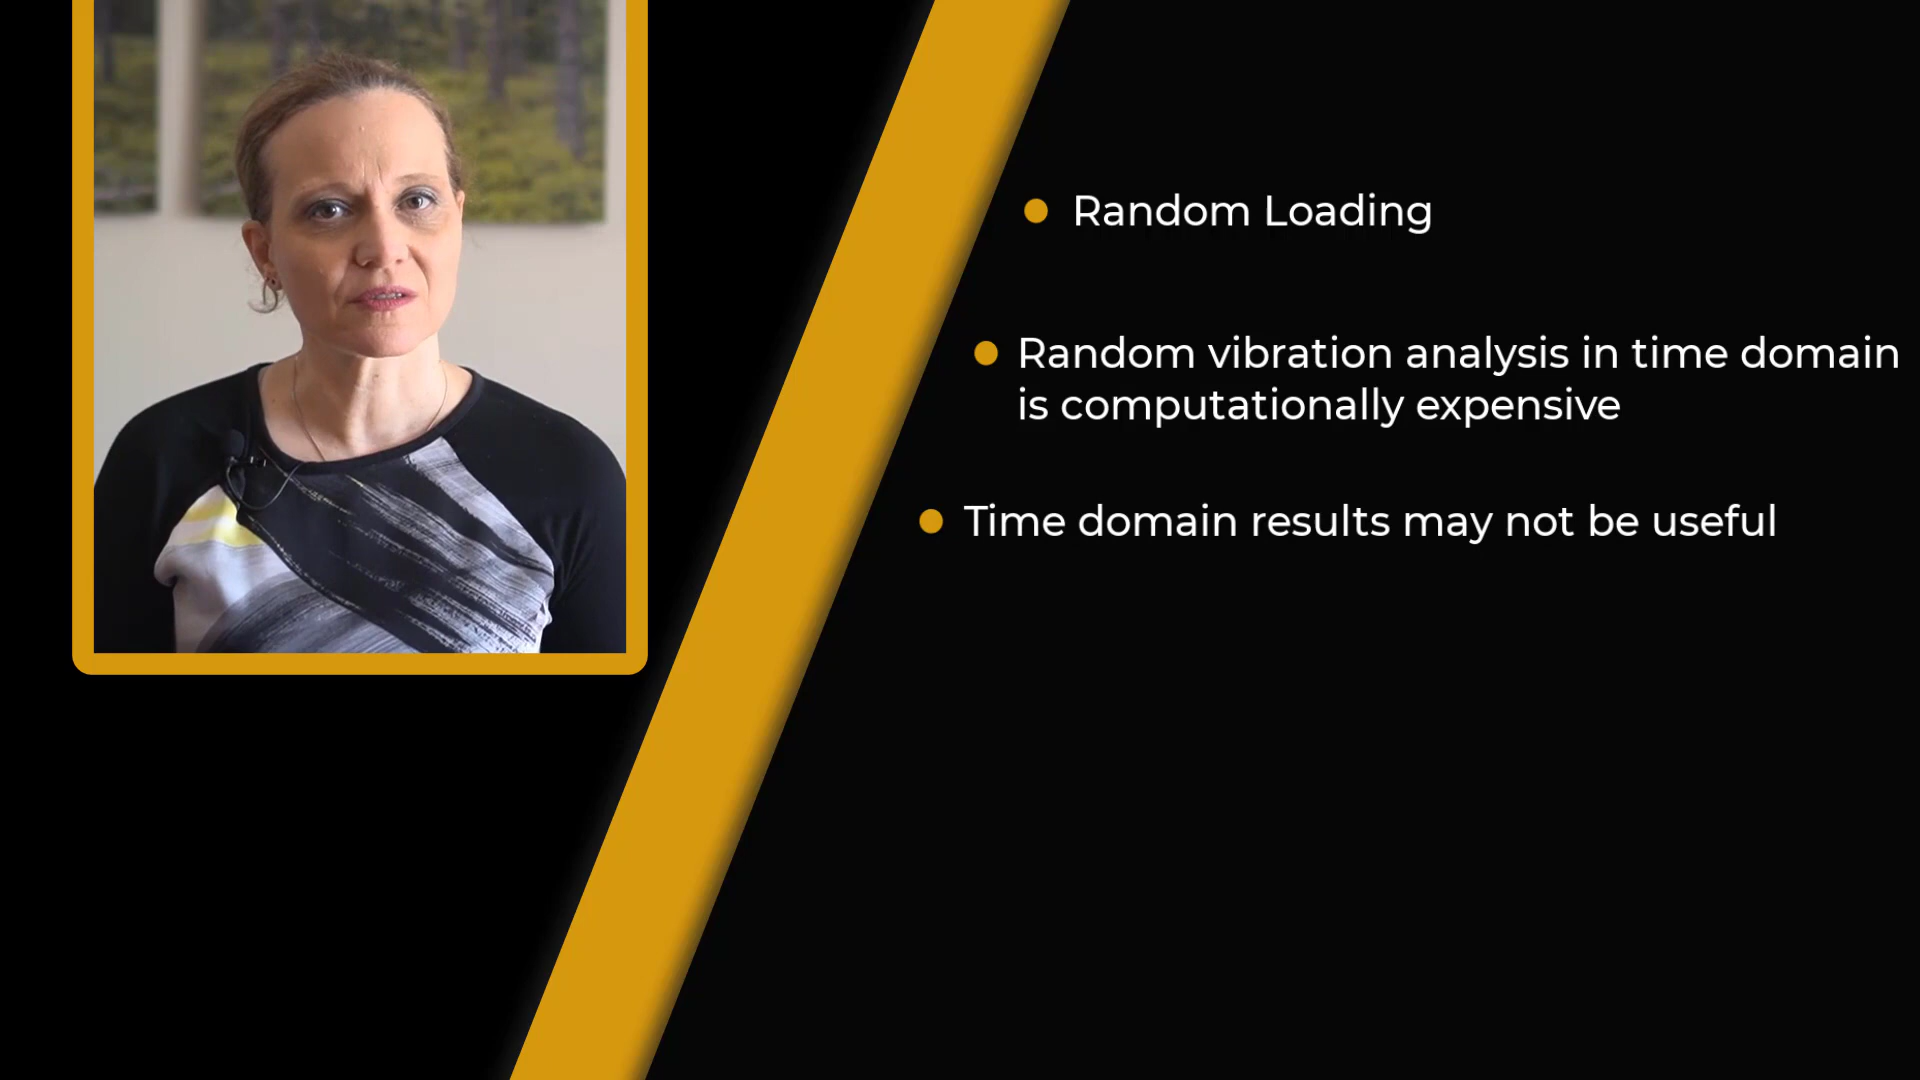 Random Loading
Random vibration analysis in time domain
is computationally expensive
Time domain results may not be useful